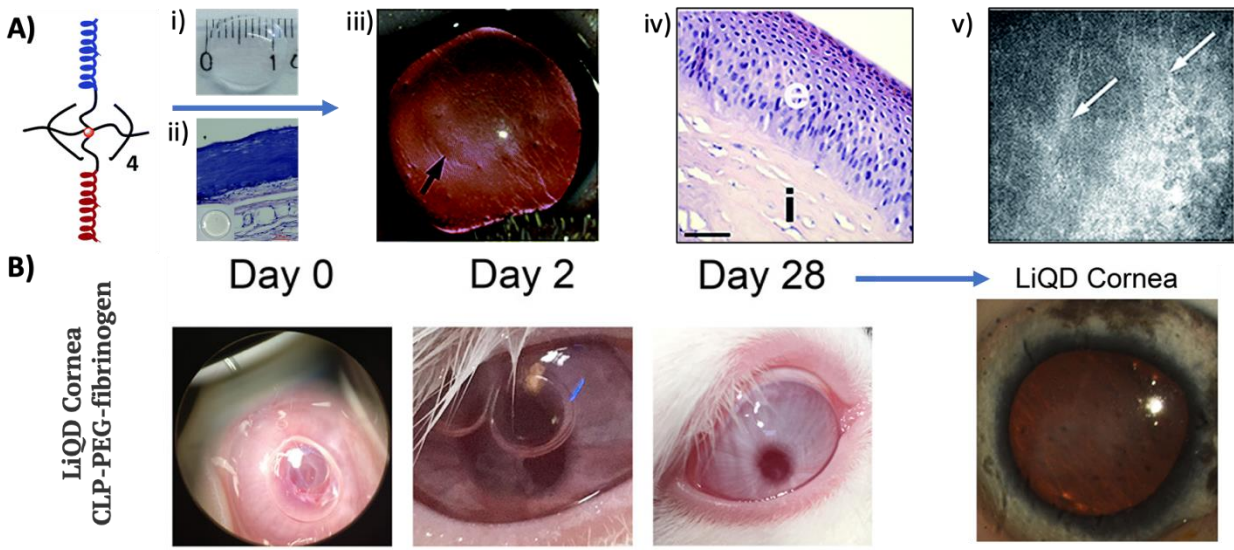 A)
i)
0 1 0
ii)
4
iii)
iv)
e
i
v)
B)
Day 0
Day 2
Day 28
LiQD Cornea
LiQD Cornea
CLP-PEG-fibrinogen